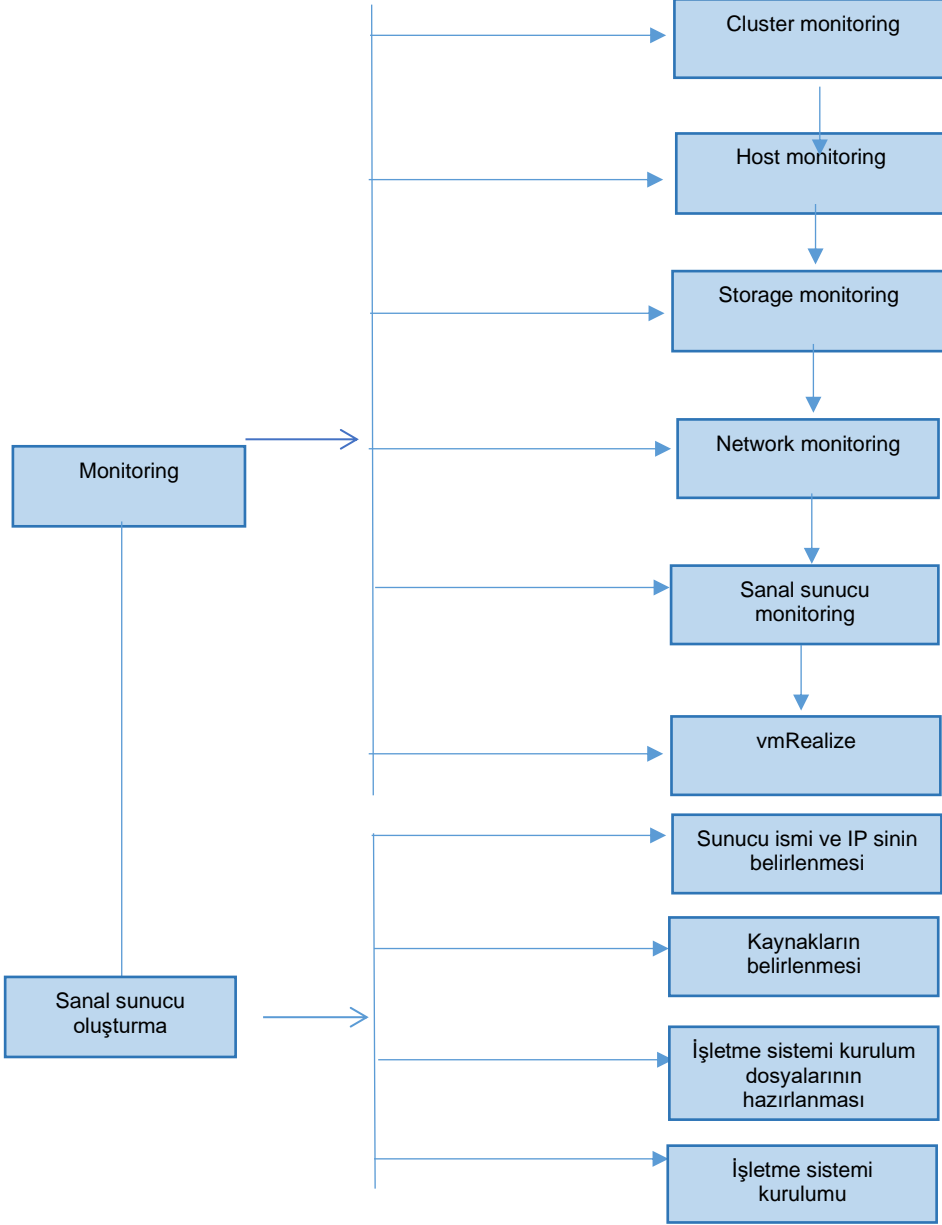 Cluster monitoring
Host monitoring
Storage monitoring
Network monitoring
Monitoring
Sanal sunucu
monitoring
vmRealize
Sunucu ismi ve IP sinin
belirlenmesi
Kaynakların
belirlenmesi
Sanal sunucu
oluşturma
İşletme sistemi kurulum
dosyalarının
hazırlanması
İşletme sistemi
kurulumu